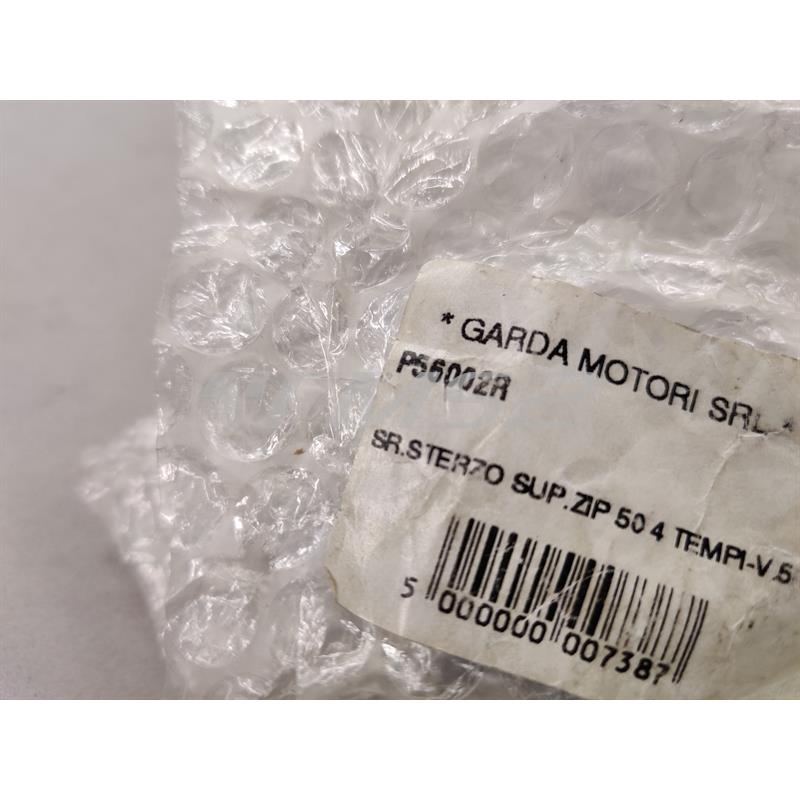 * GARDA MOTORI SRL *
P56002R
SR.STERZO SUP.ZIP 50 4 TEMPI-V.5
5 000000 007387